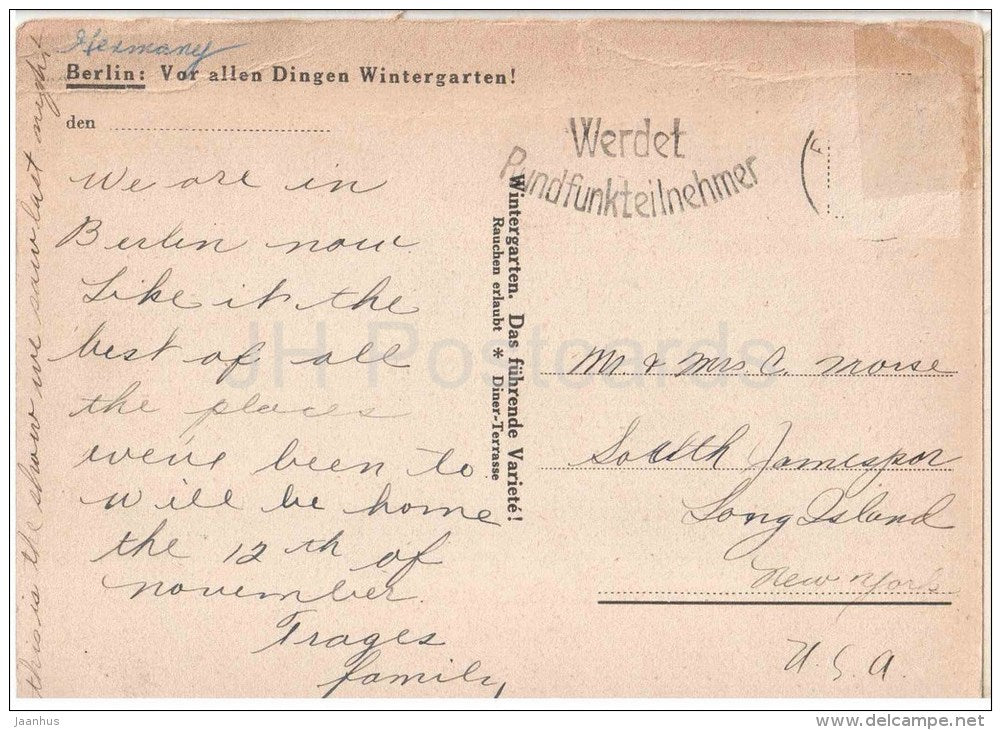 Germany
Berlin: Vor allen Dingen Wintergarten!
den
We are in
Berlin now.
Like it the
best of all
the places
we've been to
Will be home
the 12th of
november.
Trages
family
this is the show we saw last night
Wintergarten. Das führende Varieté!
Rauchen erlaubt * Diner-Terrasse
Werdet
Rundfunkteilnehmer
Mr & Mrs C. Morse
South Jamespor
Long Island
New York
U.S.A.
JH Postcards
jaanhus
www.delcampe.net